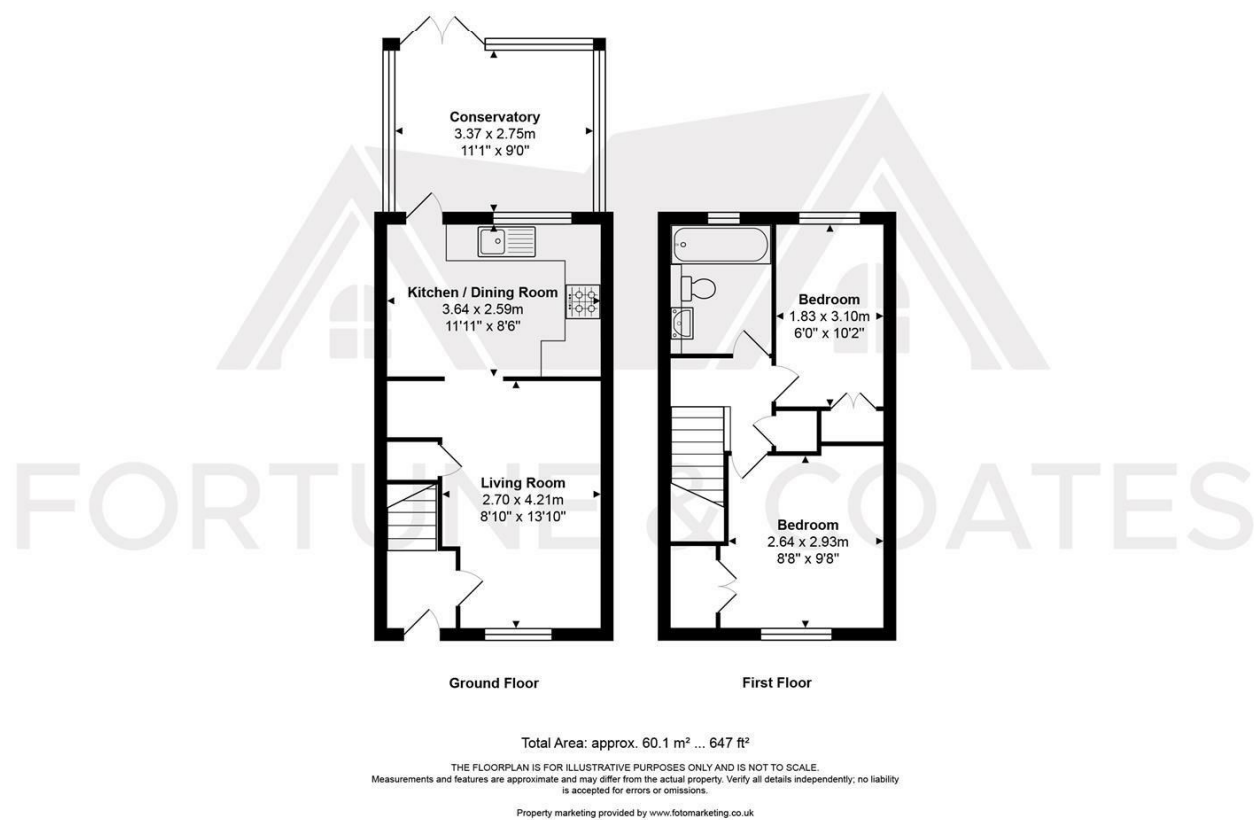 Conservatory
3.37 x 2.75m
11'1" x 9'0"
Kitchen / Dining Room
3.64 x 2.59m
11'11" x 8'6"
Bedroom
1.83 x 3.10m
6'0" x 10'2"
Living Room
2.70 x 4.21m
8'10" x 13'10"
Bedroom
2.64 x 2.93m
8'8" x 9'8"
FORTUNE & COATES
Ground Floor
First Floor
Total Area: approx. 60.1 m² ... 647 ft²
THE FLOORPLAN IS FOR ILLUSTRATIVE PURPOSES ONLY AND IS NOT TO SCALE.
Measurements and features are approximate and may differ from the actual property. Verify all details independently; no liability
is accepted for errors or omissions.
Property marketing provided by www.fotomarketing.co.uk